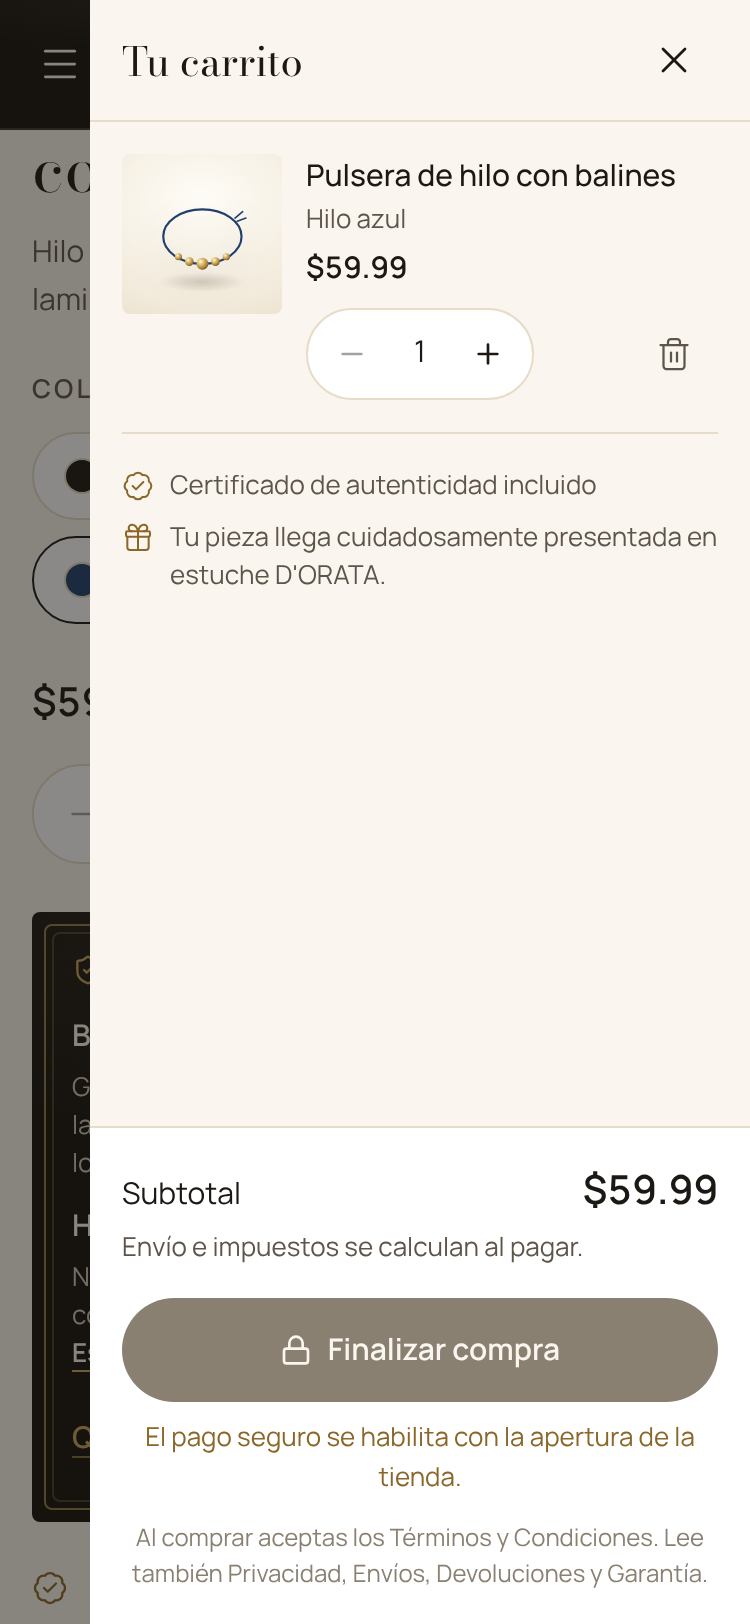 Tu carrito
Pulsera de hilo con balines
Hilo azul
$59.99
1
Certificado de autenticidad incluido
Tu pieza llega cuidadosamente presentada en
estuche D'ORATA.
Subtotal
$59.99
Envío e impuestos se calculan al pagar.
Finalizar compra
El pago seguro se habilita con la apertura de la
tienda.
Al comprar aceptas los Términos y Condiciones. Lee
también Privacidad, Envíos, Devoluciones y Garantía.
Hilo